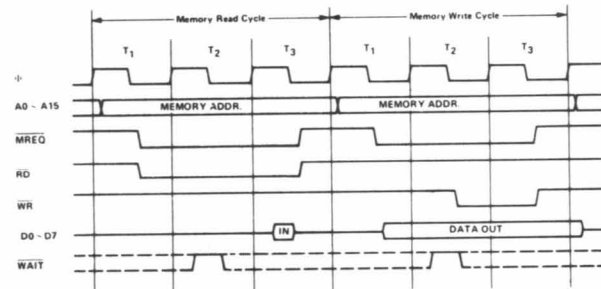 Memory Read Cycle Memory Write Cycle
T1 T2 T3 T1 T2 T3
A0 ~ A15 MEMORY ADDR. MEMORY ADDR.
MREQ
RD
WR
D0 ~ D7 IN DATA OUT
WAIT